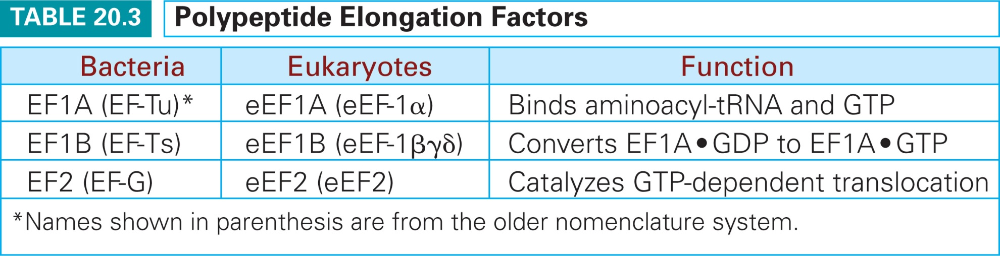 TABLE 20.3 Polypeptide Elongation Factors
Bacteria Eukaryotes Function
EF1A (EF-Tu)* eEF1A (eEF-1α) Binds aminoacyl-tRNA and GTP
EF1B (EF-Ts) eEF1B (eEF-1βγδ) Converts EF1A•GDP to EF1A•GTP
EF2 (EF-G) eEF2 (eEF2) Catalyzes GTP-dependent translocation
*Names shown in parenthesis are from the older nomenclature system.